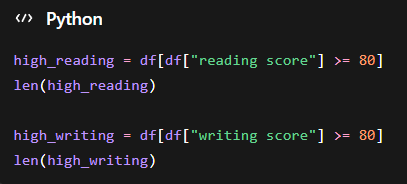 </> Python
high_reading = df[df["reading score"] >= 80]
len(high_reading)
high_writing = df[df["writing score"] >= 80]
len(high_writing)